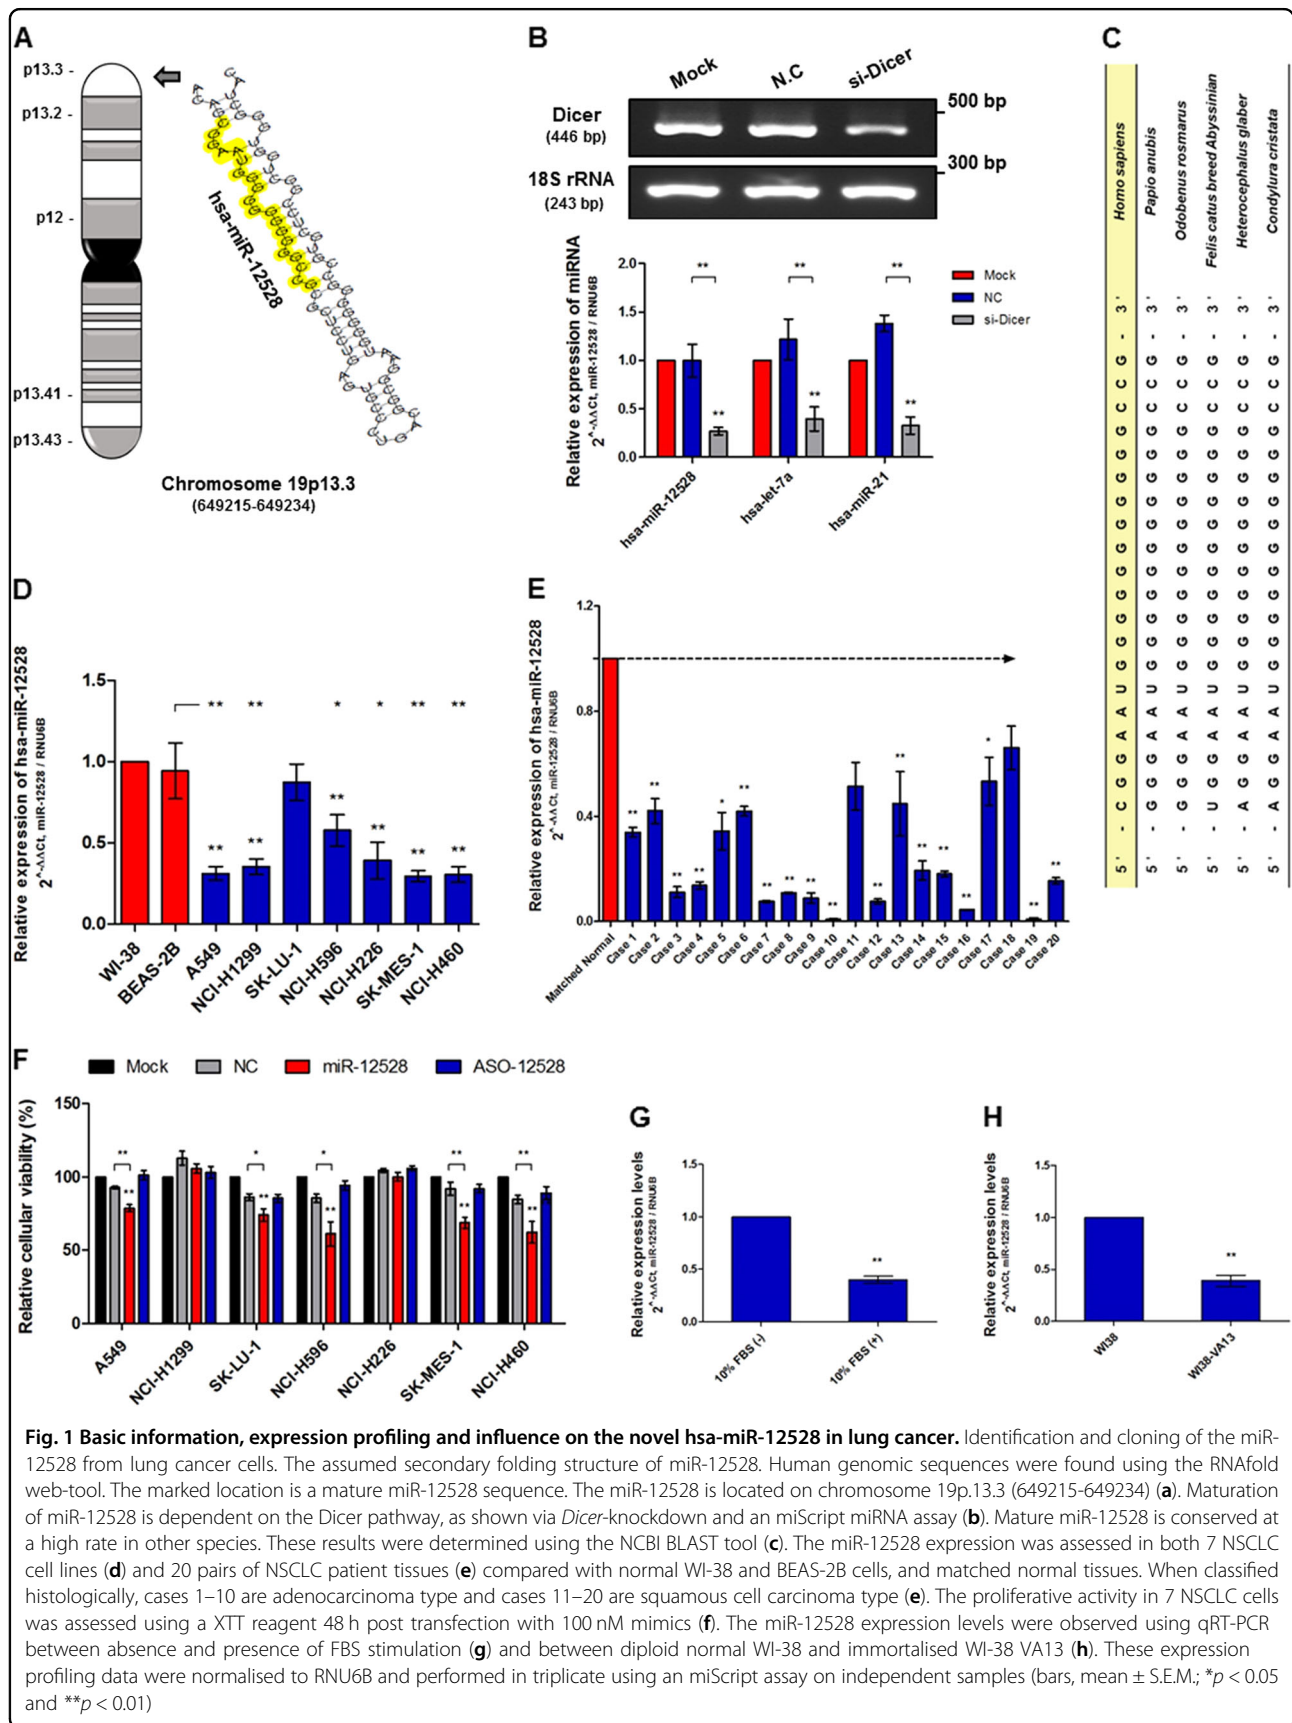 A
p13.3 -
p13.2 -
p12 -
p13.41 -
p13.43 -
hsa-miR-12528
Chromosome 19p13.3
(649215-649234)
B
Mock N.C si-Dicer
Dicer
(446 bp)
500 bp
300 bp
18S rRNA
(243 bp)
Relative expression of miRNA
2^-ΔΔCt, miR-12528 / RNU6B
2.0
1.5
1.0
0.5
0.0
** ** **
** ** **
Mock
NC
si-Dicer
hsa-miR-12528
hsa-let-7a
hsa-miR-21
C
Homo sapiens
Papio anubis
Odobenus rosmarus
Felis catus breed Abyssinian
Heterocephalus glaber
Condylura cristata
D
Relative expression of hsa-miR-12528
2^-ΔΔCt, miR-12528 / RNU6B
1.5
1.0
0.5
0.0
** ** * * ** **
** ** ** ** ** **
WI-38
BEAS-2B
A549
NCI-H1299
SK-LU-1
NCI-H596
NCI-H226
SK-MES-1
NCI-H460
E
Relative expression of hsa-miR-12528
2^-ΔΔCt, miR-12528 / RNU6B
1.2
0.8
0.4
0.0
** ** ** ** * ** ** ** ** ** ** ** ** ** ** * ** **
Matched Normal
Case 1
Case 2
Case 3
Case 4
Case 5
Case 6
Case 7
Case 8
Case 9
Case 10
Case 11
Case 12
Case 13
Case 14
Case 15
Case 16
Case 17
Case 18
Case 19
Case 20
F
Mock NC miR-12528 ASO-12528
Relative cellular viability (%)
150
100
50
0
** * * ** **
** ** ** ** **
A549
NCI-H1299
SK-LU-1
NCI-H596
NCI-H226
SK-MES-1
NCI-H460
G
Relative expression levels
2^-ΔΔCt, miR-12528 / RNU6B
1.5
1.0
0.5
0.0
**
10% FBS (-)
10% FBS (+)
H
Relative expression levels
2^-ΔΔCt, miR-12528 / RNU6B
1.5
1.0
0.5
0.0
**
WI38
WI38-VA13
Fig. 1 Basic information, expression profiling and influence on the novel hsa-miR-12528 in lung cancer. Identification and cloning of the miR-
12528 from lung cancer cells. The assumed secondary folding structure of miR-12528. Human genomic sequences were found using the RNAfold
web-tool. The marked location is a mature miR-12528 sequence. The miR-12528 is located on chromosome 19p.13.3 (649215-649234) (a). Maturation
of miR-12528 is dependent on the Dicer pathway, as shown via Dicer-knockdown and an miScript miRNA assay (b). Mature miR-12528 is conserved at
a high rate in other species. These results were determined using the NCBI BLAST tool (c). The miR-12528 expression was assessed in both 7 NSCLC
cell lines (d) and 20 pairs of NSCLC patient tissues (e) compared with normal WI-38 and BEAS-2B cells, and matched normal tissues. When classified
histologically, cases 1–10 are adenocarcinoma type and cases 11–20 are squamous cell carcinoma type (e). The proliferative activity in 7 NSCLC cells
was assessed using a XTT reagent 48 h post transfection with 100 nM mimics (f). The miR-12528 expression levels were observed using qRT-PCR
between absence and presence of FBS stimulation (g) and between diploid normal WI-38 and immortalised WI-38 VA13 (h). These expression
profiling data were normalised to RNU6B and performed in triplicate using an miScript assay on independent samples (bars, mean ± S.E.M.; *p < 0.05
and **p < 0.01)